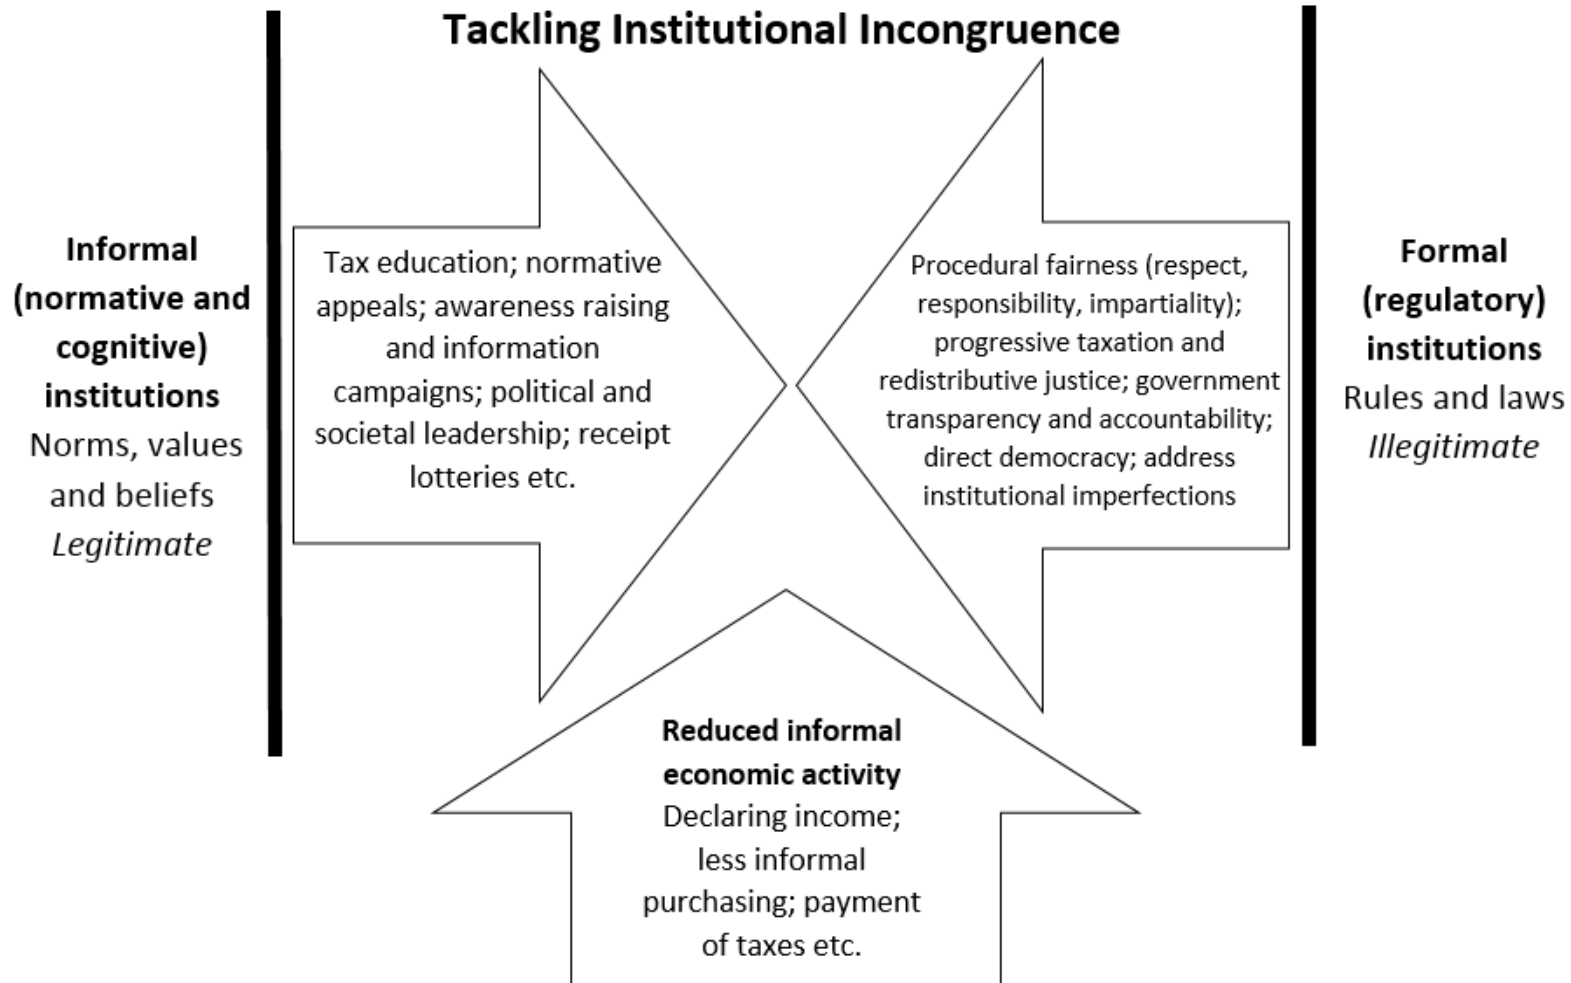 Tackling Institutional Incongruence
Informal
(normative and
cognitive)
institutions
Norms, values
and beliefs
Legitimate
Tax education; normative
appeals; awareness raising
and information
campaigns; political and
societal leadership; receipt
lotteries etc.
Procedural fairness (respect,
responsibility, impartiality);
progressive taxation and
redistributive justice; government
transparency and accountability;
direct democracy; address
institutional imperfections
Formal
(regulatory)
institutions
Rules and laws
Illegitimate
Reduced informal
economic activity
Declaring income;
less informal
purchasing; payment
of taxes etc.